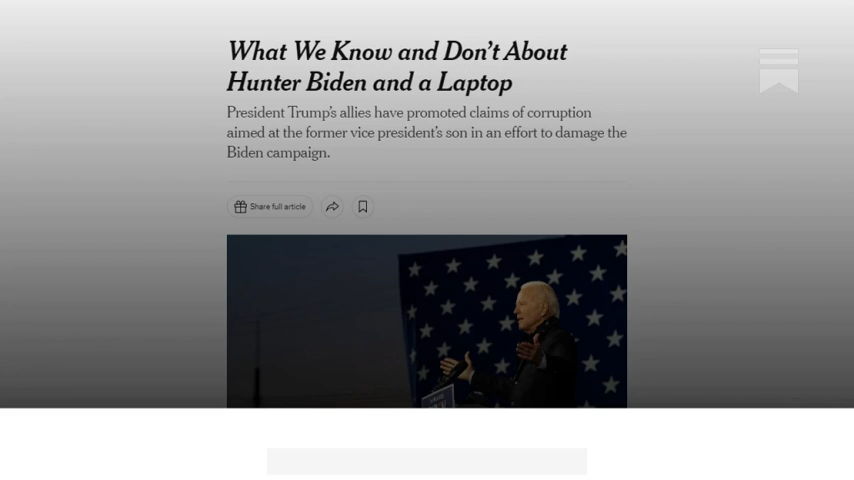 What We Know and Don't About
Hunter Biden and a Laptop
President Trump's allies have promoted claims of corruption
aimed at the former vice president's son in an effort to damage the
Biden campaign.
Share full article